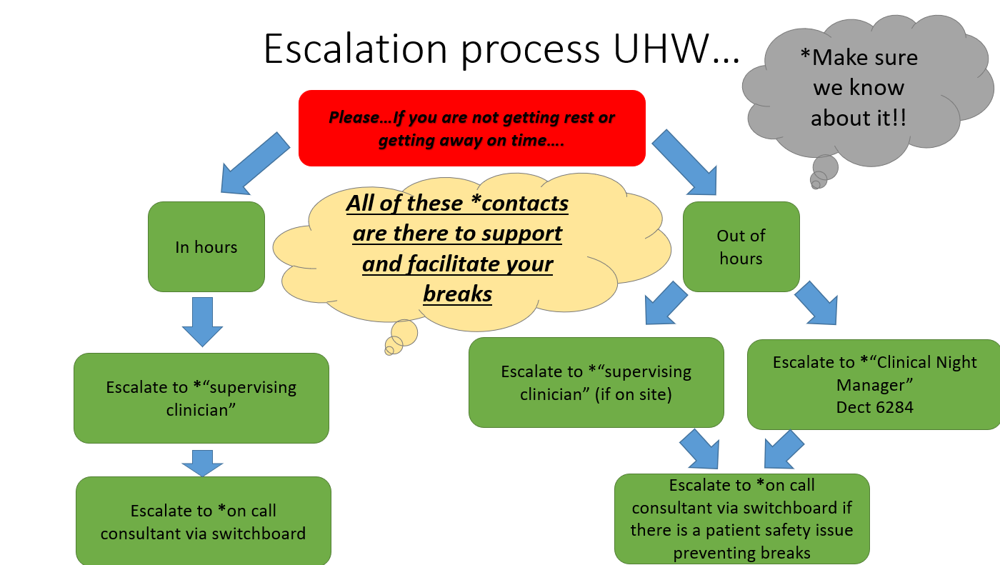 Escalation process UHW…
*Make sure
we know
about it!!
Please…If you are not getting rest or
getting away on time….
All of these *contacts
are there to support
and facilitate your
breaks
In hours
Out of
hours
Escalate to *“supervising
clinician”
Escalate to *“supervising
clinician” (if on site)
Escalate to *“Clinical Night
Manager”
Dect 6284
Escalate to *on call
consultant via switchboard
Escalate to *on call
consultant via switchboard if
there is a patient safety issue
preventing breaks